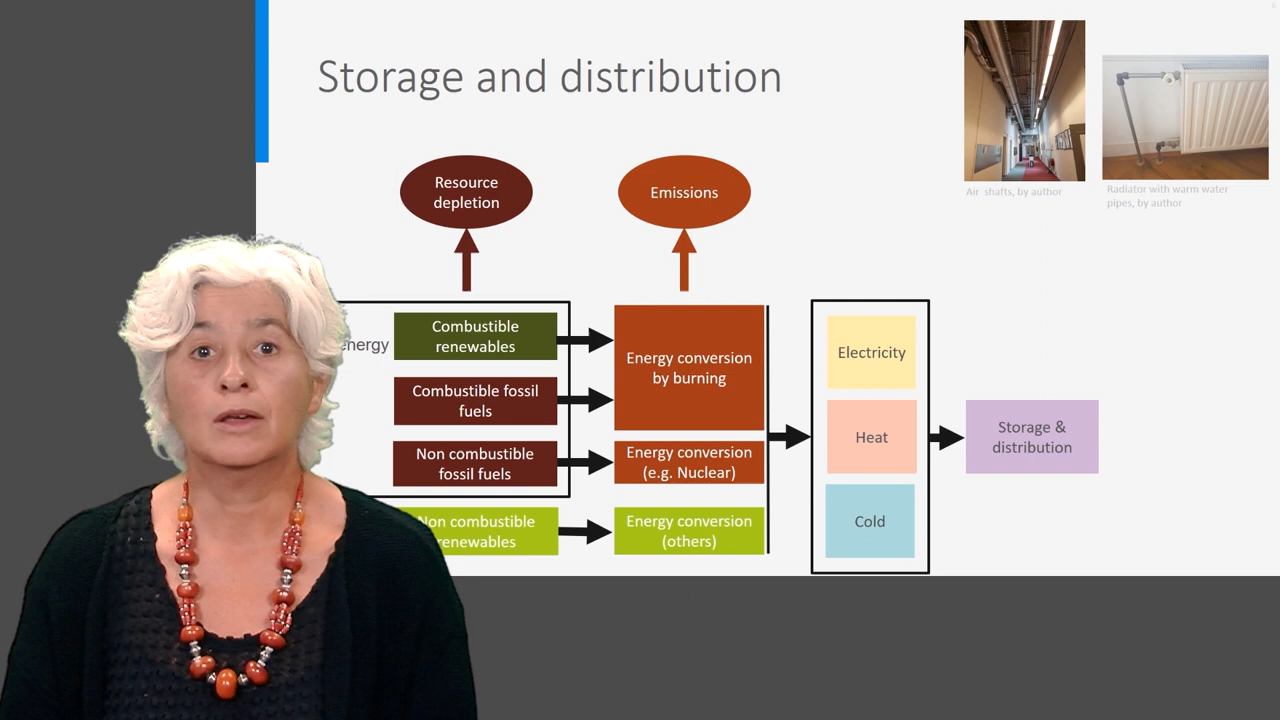 Storage and distribution
Air shafts, by author
Radiator with warm water
pipes, by author
Resource
depletion
Emissions
energy
Combustible
renewables
Combustible fossil
fuels
Non combustible
fossil fuels
Non combustible
renewables
Energy conversion
by burning
Energy conversion
(e.g. Nuclear)
Energy conversion
(others)
Electricity
Heat
Cold
Storage &
distribution